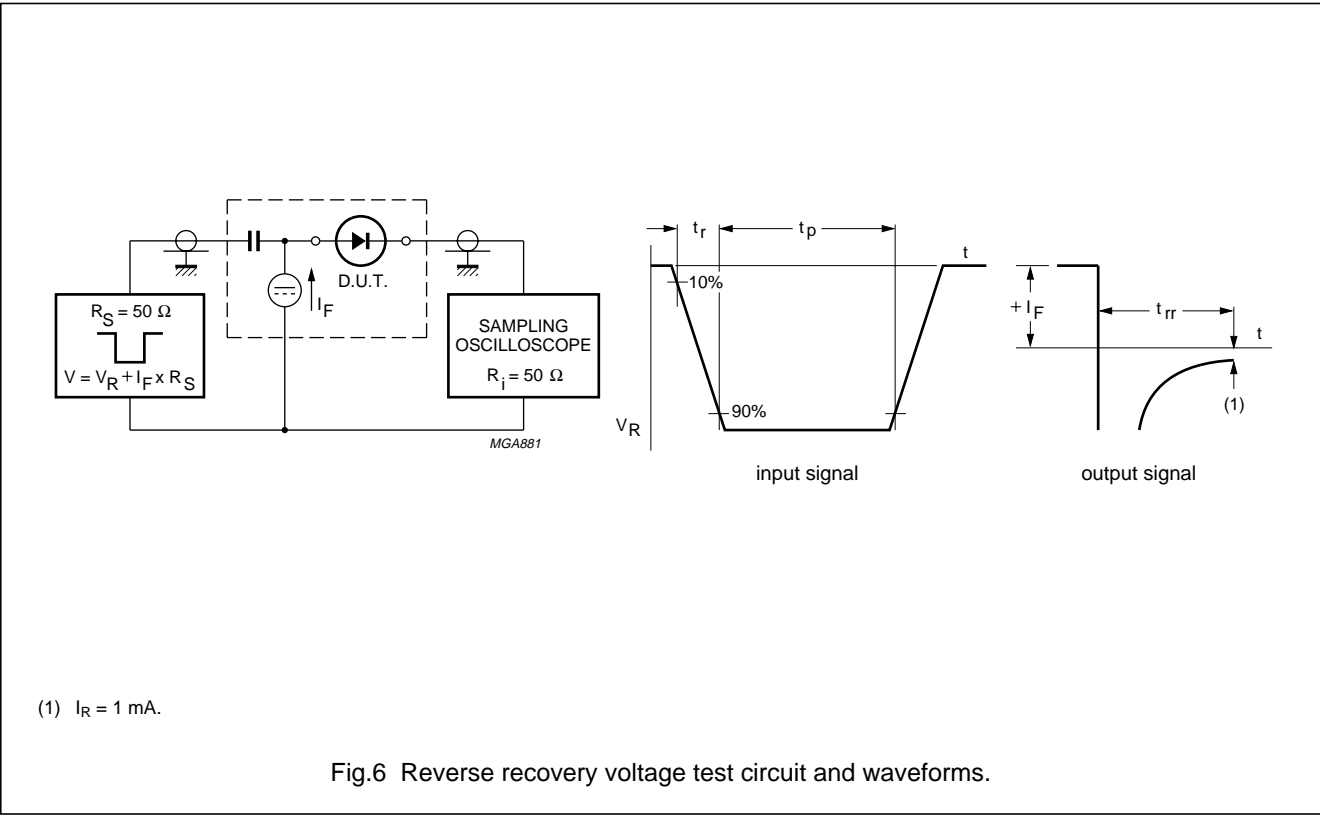 R_S = 50 Ω
V = V_R + I_F x R_S
I_F
D.U.T.
SAMPLING
OSCILLOSCOPE
R_i = 50 Ω
MGA881
t_r
t_p
t
10%
90%
V_R
input signal
+ I_F
t_rr
t
(1)
output signal
(1) I_R = 1 mA.
Fig.6 Reverse recovery voltage test circuit and waveforms.